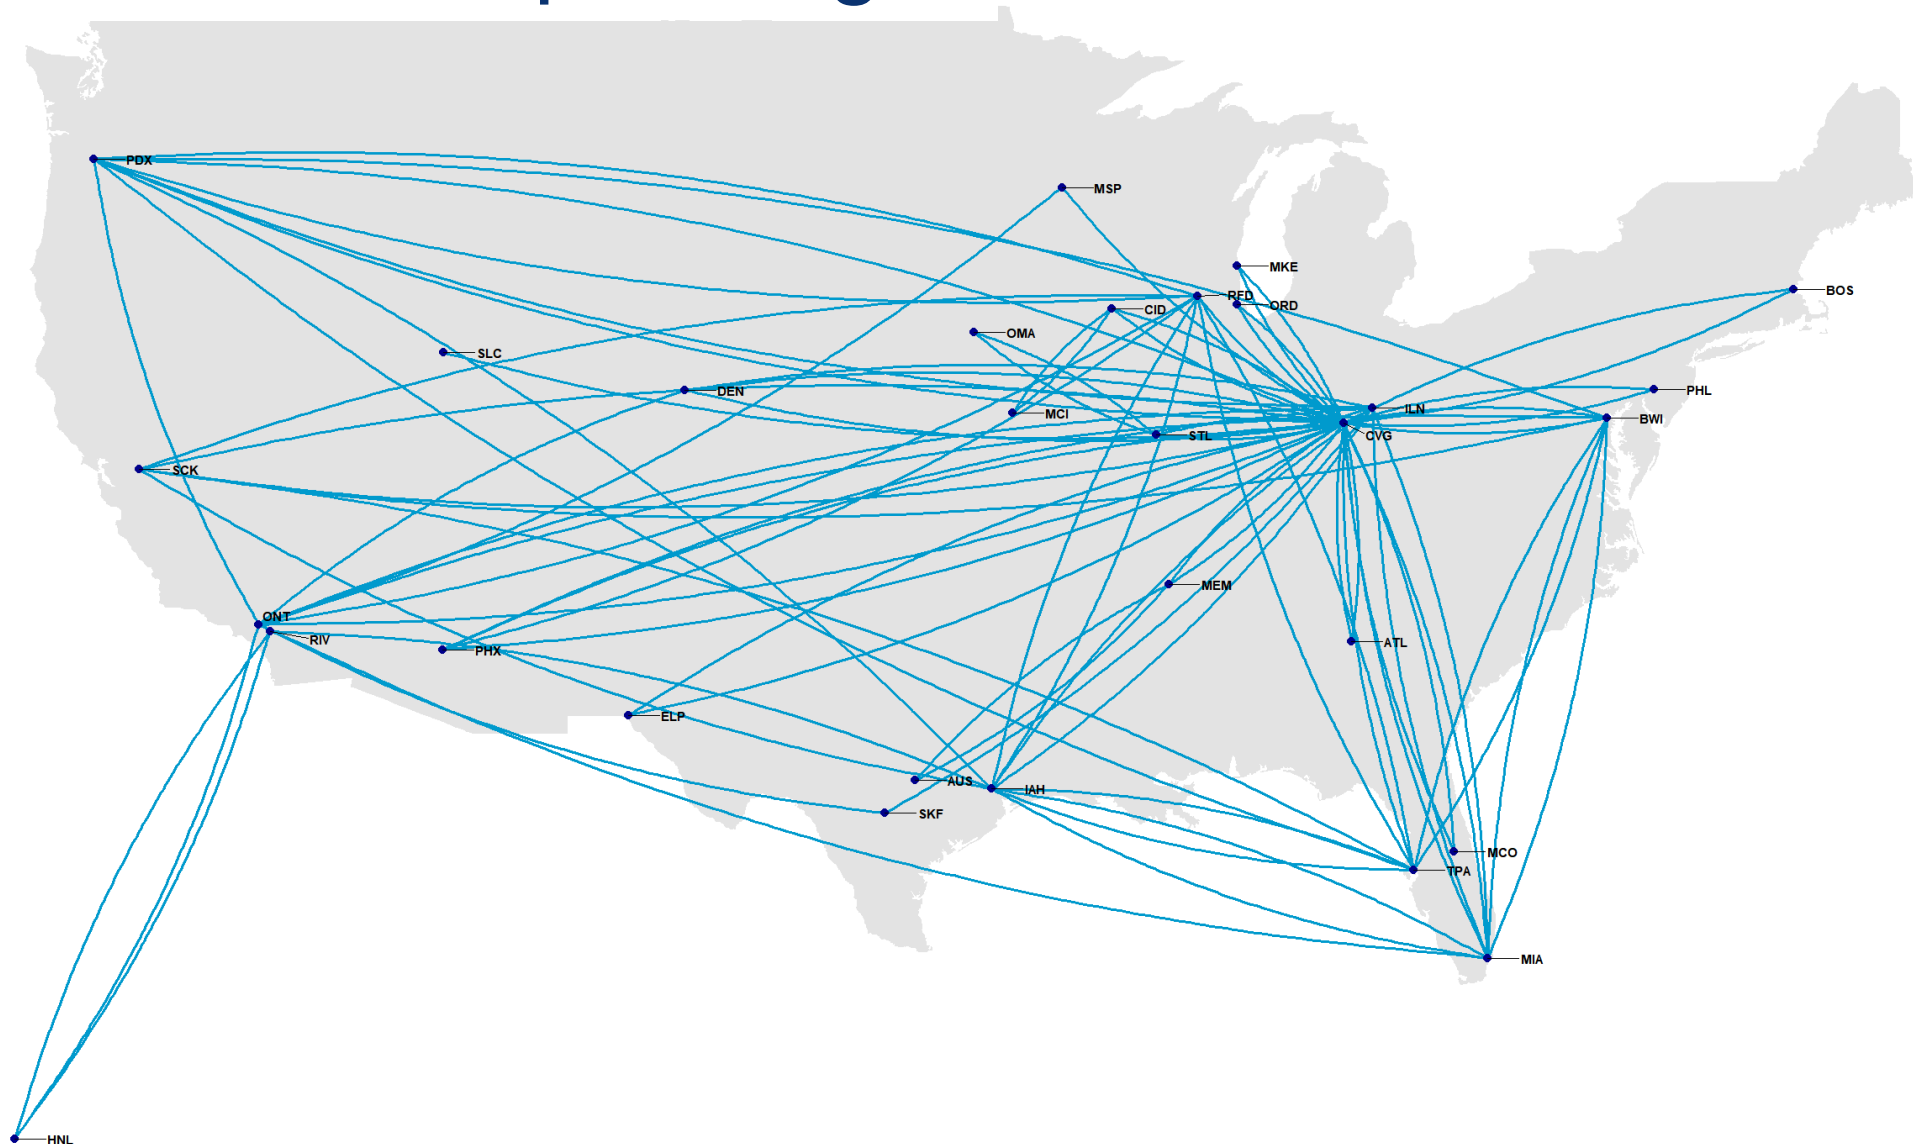 PDX
MSP
MKE
BOS
RFD
ORD
CID
OMA
SLC
DEN
PHL
ILN
MCI
BWI
STL
CVG
SCK
MEM
ONT
RIV
ATL
PHX
ELP
AUS
IAH
SKF
MCO
TPA
MIA
HNL